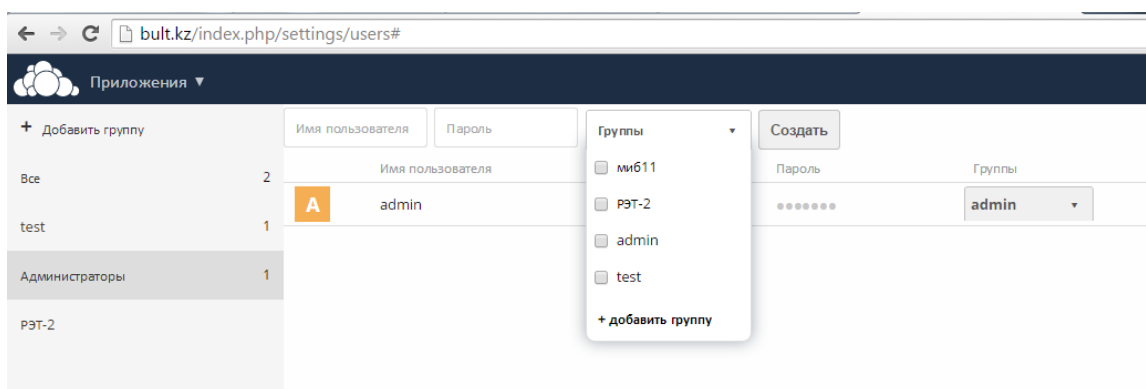 bult.kz/index.php/settings/users#
Приложения ▼
+ Добавить группу
Имя пользователя Пароль Группы ▼ Создать
Все 2
Имя пользователя Пароль Группы
миб11
A admin ●●●●●●● admin ▼
РЭТ-2
test 1
admin
Администраторы 1
test
РЭТ-2
+ добавить группу